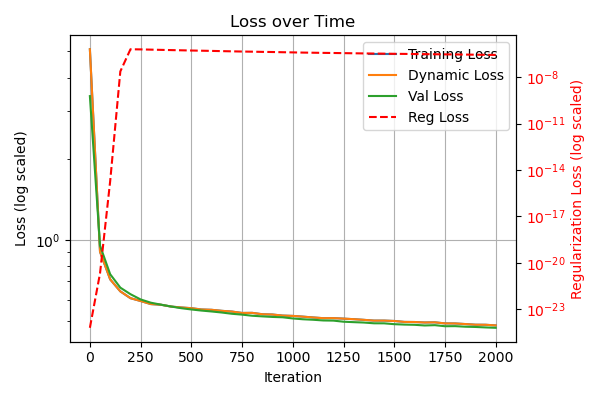 Loss over Time
Loss (log scaled)
10^0
Training Loss
Dynamic Loss
Val Loss
Reg Loss
10^-8
10^-11
10^-14
10^-17
10^-20
10^-23
Regularization Loss (log scaled)
0 250 500 750 1000 1250 1500 1750 2000
Iteration